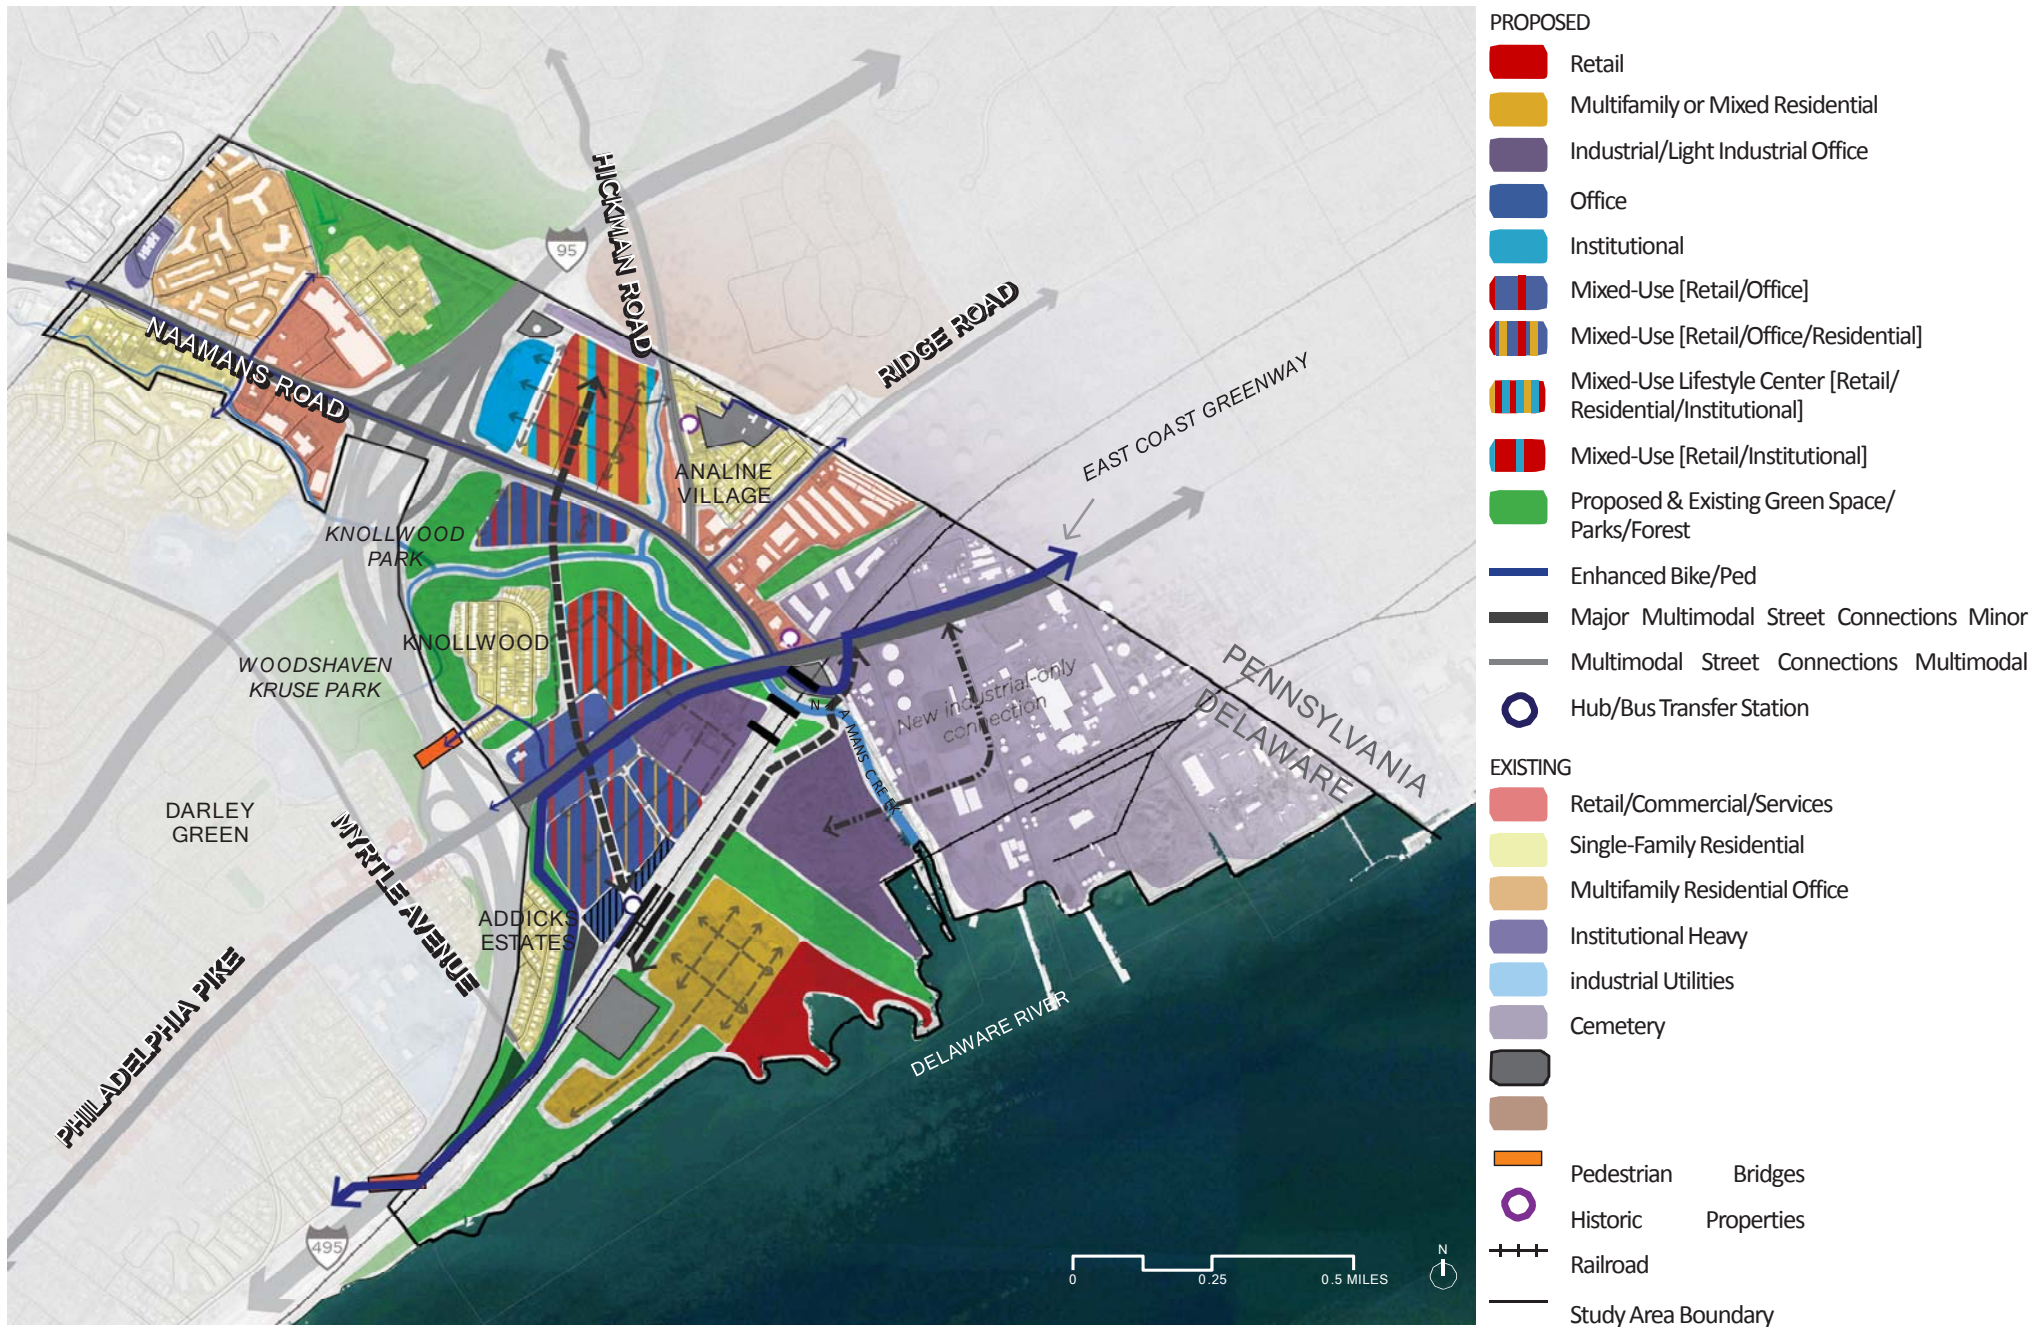 HICKMAN ROAD
95
RIDGE ROAD
NAAMANS ROAD
EAST COAST GREENWAY
ANALINE
VILLAGE
KNOLLWOOD
PARK
KNOLLWOOD
WOODSHAVEN
KRUSE PARK
New industrial-only
connection
PENNSYLVANIA
DELAWARE
NAAMANS CREEK
DARLEY
GREEN
MYRTLE AVENUE
ADDICKS
ESTATES
PHILADELPHIA PIKE
DELAWARE RIVER
495
0 0.25 0.5 MILES
N
PROPOSED
Retail
Multifamily or Mixed Residential
Industrial/Light Industrial Office
Office
Institutional
Mixed-Use [Retail/Office]
Mixed-Use [Retail/Office/Residential]
Mixed-Use Lifestyle Center [Retail/
Residential/Institutional]
Mixed-Use [Retail/Institutional]
Proposed & Existing Green Space/
Parks/Forest
Enhanced Bike/Ped
Major Multimodal Street Connections Minor
Multimodal Street Connections Multimodal
Hub/Bus Transfer Station
EXISTING
Retail/Commercial/Services
Single-Family Residential
Multifamily Residential Office
Institutional Heavy
industrial Utilities
Cemetery
Pedestrian Bridges
Historic Properties
Railroad
Study Area Boundary